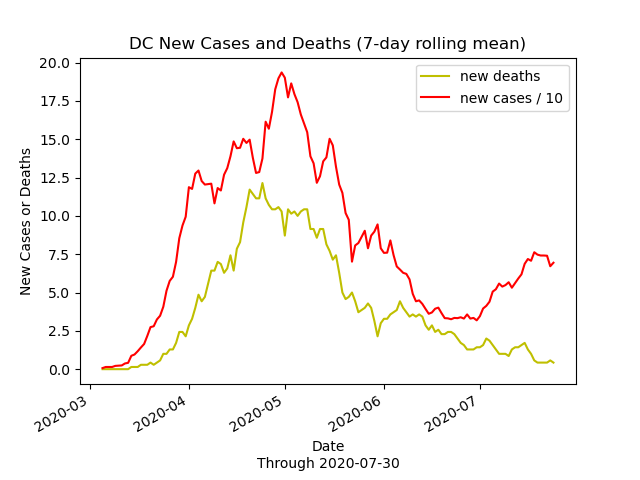 DC New Cases and Deaths (7-day rolling mean)
new deaths
new cases / 10
20.0
17.5
15.0
12.5
10.0
7.5
5.0
2.5
0.0
New Cases or Deaths
2020-03
2020-04
2020-05
2020-06
2020-07
Date
Through 2020-07-30